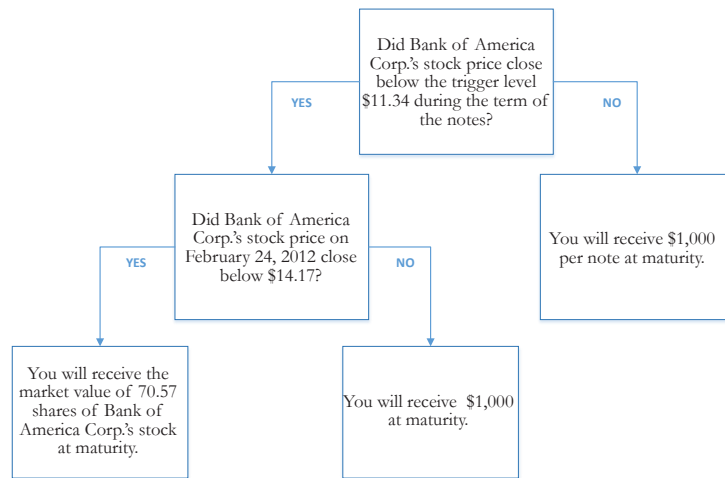 Did Bank of America
Corp.'s stock price close
below the trigger level
$11.34 during the term of
the notes?
YES
NO
Did Bank of America
Corp.'s stock price on
February 24, 2012 close
below $14.17?
You will receive $1,000
per note at maturity.
YES
NO
You will receive the
market value of 70.57
shares of Bank of
America Corp.'s stock
at maturity.
You will receive $1,000
at maturity.